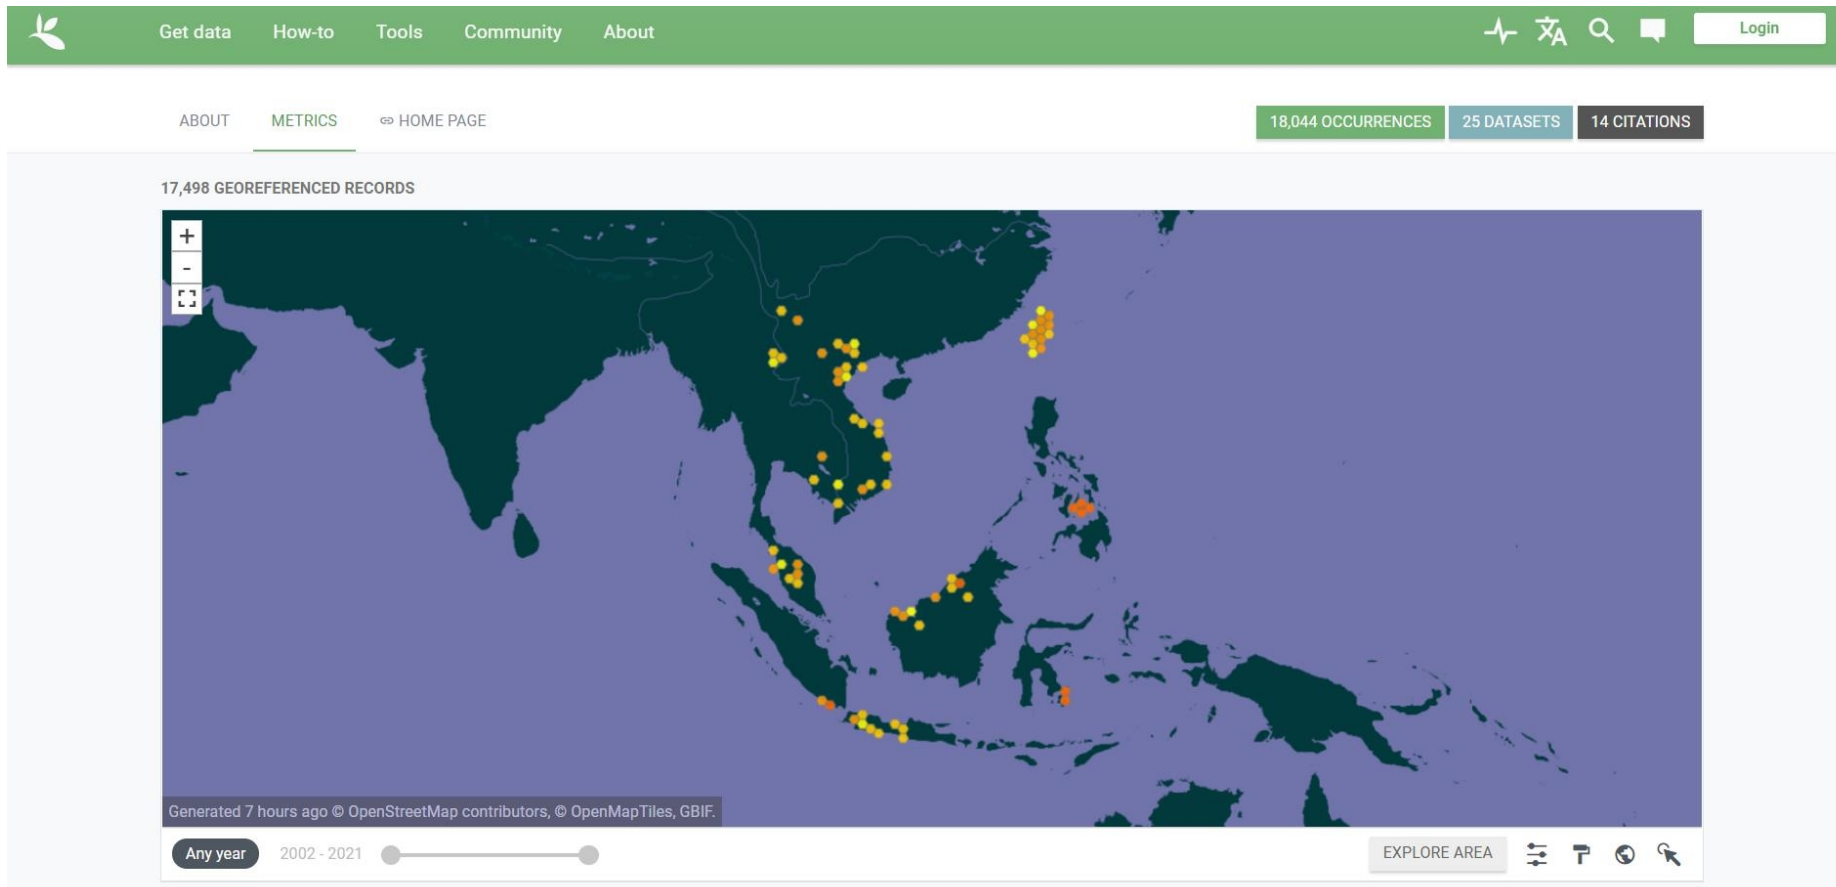 Get data How-to Tools Community About Login
ABOUT METRICS HOME PAGE 18,044 OCCURRENCES 25 DATASETS 14 CITATIONS
17,498 GEOREFERENCED RECORDS
+
-
Generated 7 hours ago © OpenStreetMap contributors, © OpenMapTiles, GBIF.
Any year 2002 - 2021 EXPLORE AREA